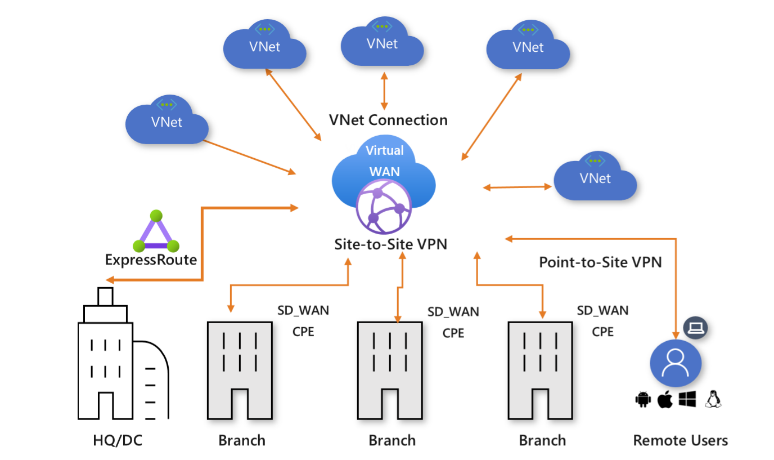 VNet
VNet
VNet
VNet
VNet Connection
Virtual
WAN
VNet
Site-to-Site VPN
ExpressRoute
Point-to-Site VPN
SD_WAN
CPE
SD_WAN
CPE
SD_WAN
CPE
HQ/DC
Branch
Branch
Branch
Remote Users